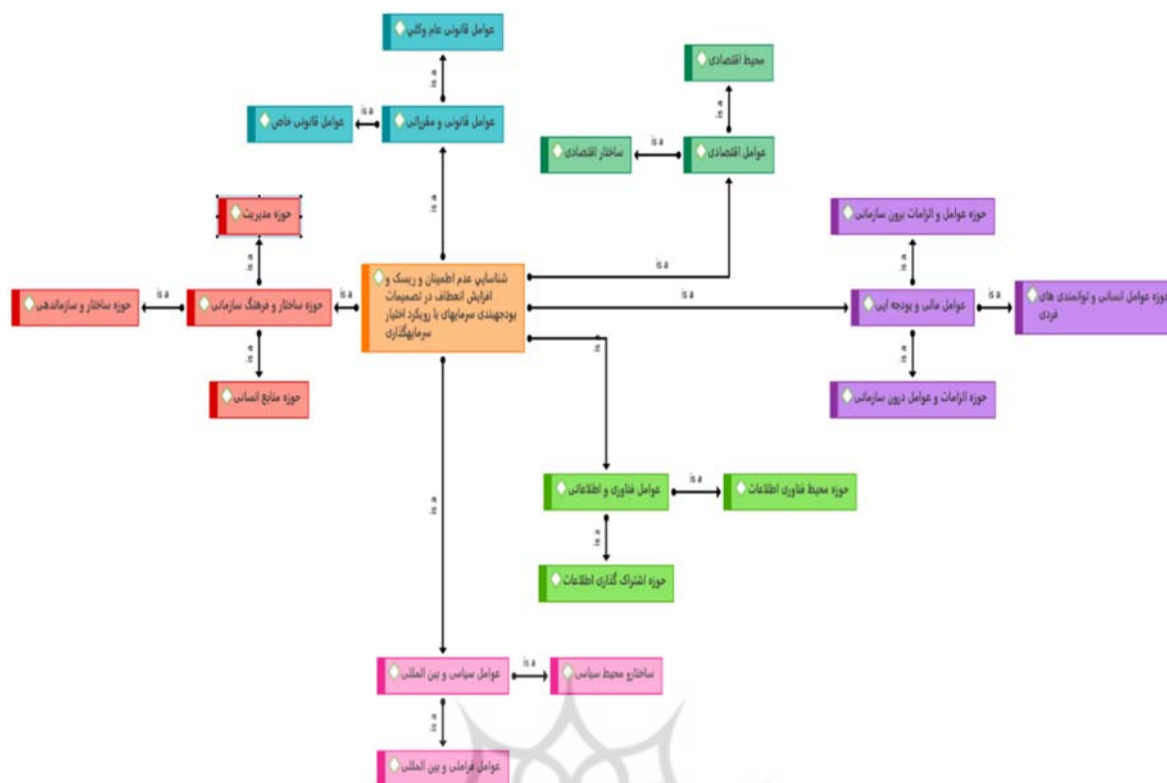 عوامل قانونی عام وکلی
is a
محیط اقتصادی
is a
عوامل قانونی خاص
is a
عوامل قانونی و مقرراتی
ساختار اقتصادی
is a
عوامل اقتصادی
is a
حوزه مدیریت
حوزه عوامل و الزامات برون سازمانی
is a
is a
is a
حوزه ساختار و سازماندهی
is a
حوزه ساختار و فرهنگ سازمانی
is a
شناسایی عدم اطمینان و ریسک و
افزایش انعطاف در تصمیمات
بودجهبندی سرمایهای با رویکرد اختیار
سرمایهگذاری
is a
عوامل مالی و بودجه ایی
is a
حوزه عوامل انسانی و توانمندی های
فردی
is a
is a
is a
حوزه منابع انسانی
حوزه الزامات و عوامل درون سازمانی
is a
عوامل فناوری و اطلاعاتی
is a
حوزه محیط فناوری اطلاعات
is a
حوزه اشتراک گذاری اطلاعات
عوامل سیاسی و بین المللی
is a
ساختارو محیط سیاسی
is a
عوامل فراملی و بین المللی